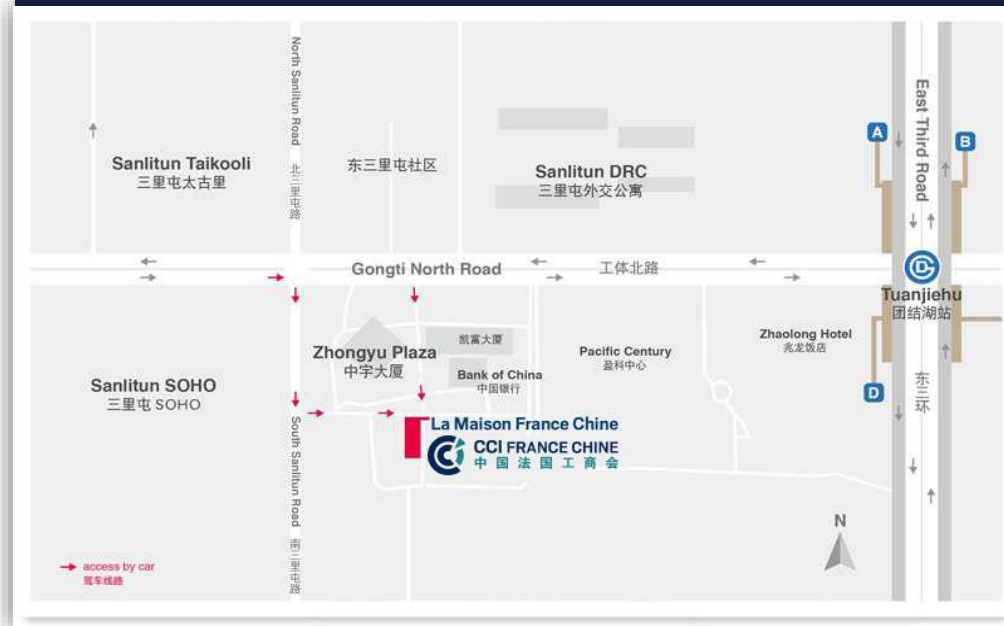 North Sanlitun Road
北三里屯路
East Third Road
A
B
Sanlitun Taikooli
三里屯太古里
东三里屯社区
Sanlitun DRC
三里屯外交公寓
Gongti North Road
工体北路
Tuanjiehu
团结湖站
Zhongyu Plaza
中宇大厦
凯富大厦
Bank of China
中国银行
Pacific Century
盈科中心
Zhaolong Hotel
兆龙饭店
Sanlitun SOHO
三里屯 SOHO
D
东三环
La Maison France Chine
CCI FRANCE CHINE
中国法国工商会
South Sanlitun Road
南三里屯路
N
access by car
驾车线路